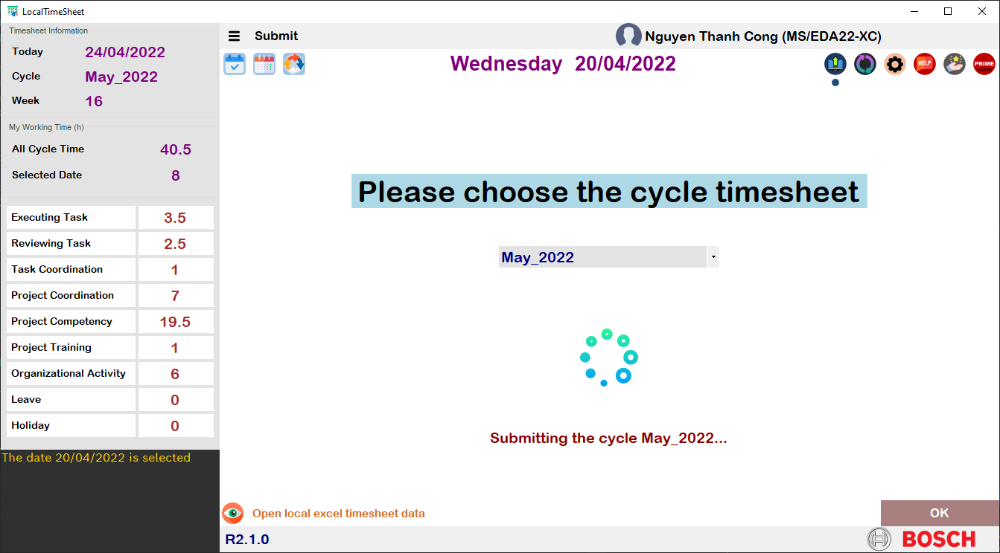 LocalTimeSheet
Timesheet Information
Today 24/04/2022
Cycle May_2022
Week 16
My Working Time (h)
All Cycle Time 40.5
Selected Date 8
Executing Task 3.5
Reviewing Task 2.5
Task Coordination 1
Project Coordination 7
Project Competency 19.5
Project Training 1
Organizational Activity 6
Leave 0
Holiday 0
The date 20/04/2022 is selected
Submit
Nguyen Thanh Cong (MS/EDA22-XC)
Wednesday 20/04/2022
HELP
PRIME
Please choose the cycle timesheet
May_2022
Submitting the cycle May_2022...
Open local excel timesheet data
OK
R2.1.0
BOSCH